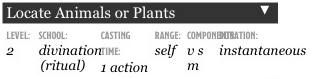 Locate Animals or Plants ▼
LEVEL: SCHOOL: CASTING TIME: RANGE: COMPONENTS: DURATION:
2 divination (ritual) 1 action self v s m instantaneous